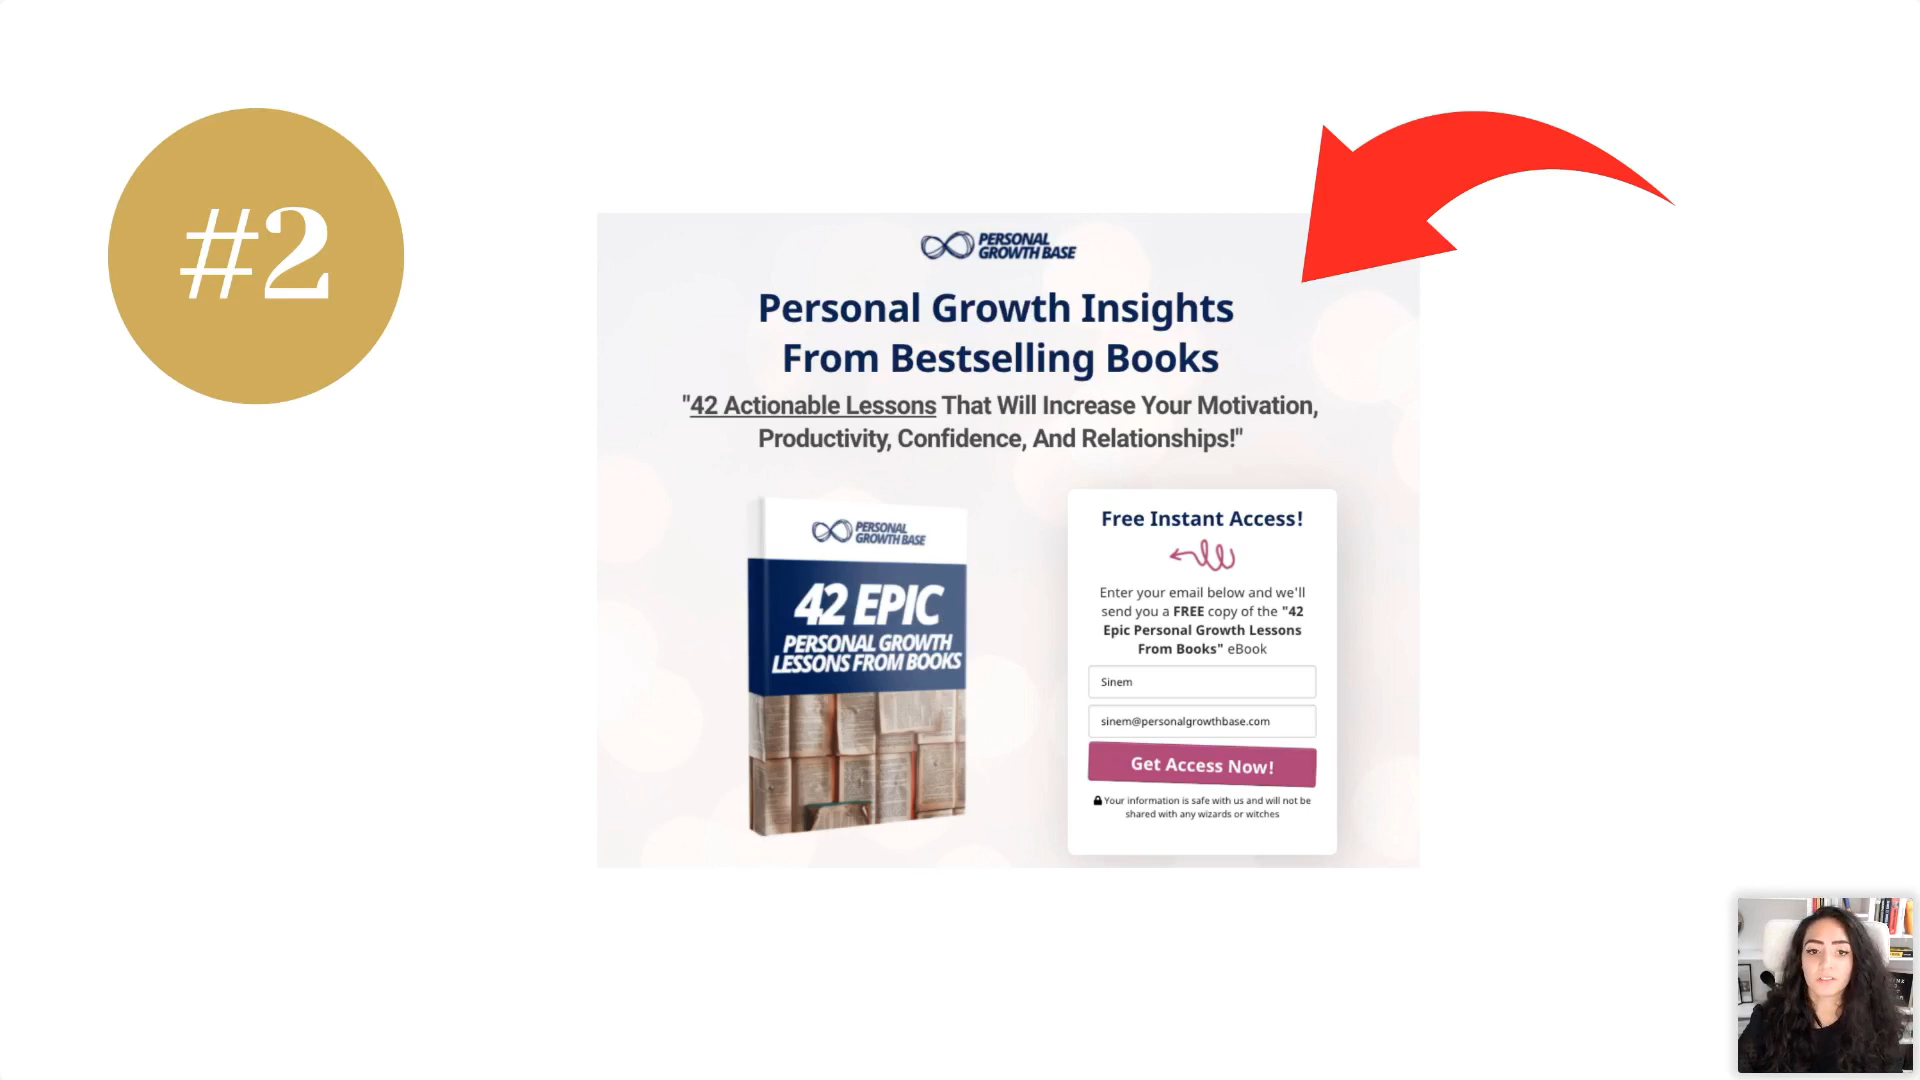 #2
PERSONAL
GROWTH BASE
Personal Growth Insights
From Bestselling Books
"42 Actionable Lessons That Will Increase Your Motivation,
Productivity, Confidence, And Relationships!"
PERSONAL
GROWTH BASE
42 EPIC
PERSONAL GROWTH
LESSONS FROM BOOKS
Free Instant Access!
Enter your email below and we'll
send you a FREE copy of the "42
Epic Personal Growth Lessons
From Books" eBook
Sinem
sinem@personalgrowthbase.com
Get Access Now!
Your information is safe with us and will not be
shared with any wizards or witches